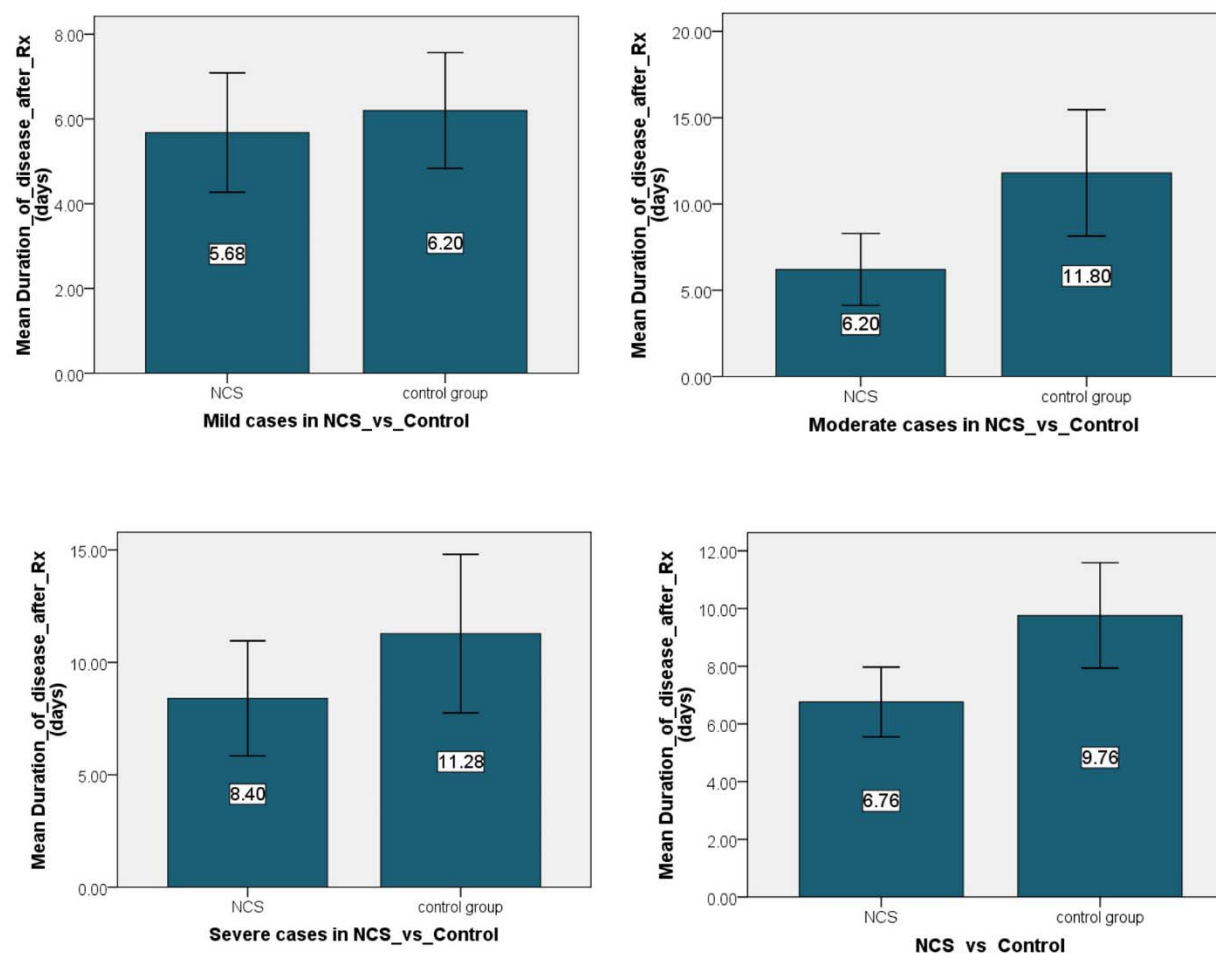 Mean Duration_of_disease_after_Rx
(days)
8.00
6.00
4.00
2.00
0.00
5.68
6.20
NCS
control group
Mild cases in NCS_vs_Control
Mean Duration_of_disease_after_Rx
(days)
20.00
15.00
10.00
5.00
0.00
6.20
11.80
NCS
control group
Moderate cases in NCS_vs_Control
Mean Duration_of_disease_after_Rx
(days)
15.00
10.00
5.00
0.00
8.40
11.28
NCS
control group
Severe cases in NCS_vs_Control
Mean Duration_of_disease_after_Rx
(days)
12.00
10.00
8.00
6.00
4.00
2.00
0.00
6.76
9.76
NCS
control group
NCS_vs_Control